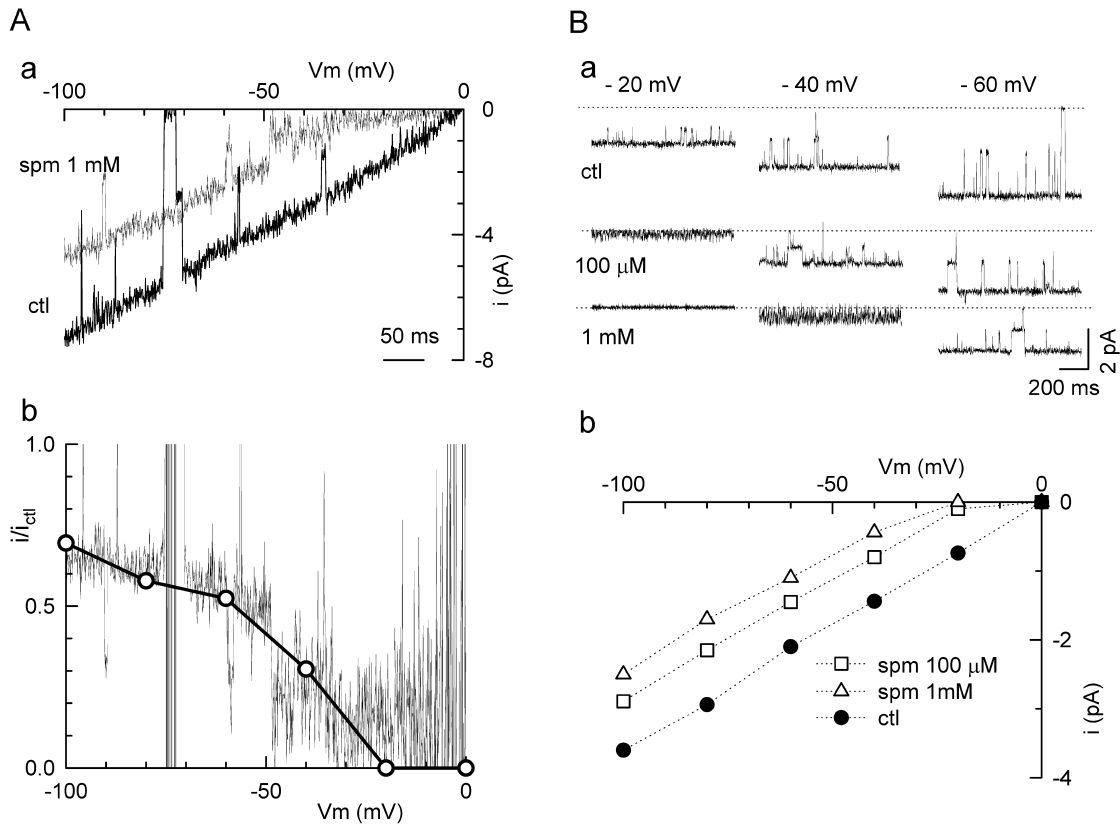 A
a
Vm (mV)
-100 -50 0
0
spm 1 mM
-4
ctl
i (pA)
50 ms
-8
b
1.0
i/ictl
0.5
0.0
-100 -50 0
Vm (mV)
B
a
- 20 mV - 40 mV - 60 mV
ctl
100 µM
1 mM
2 pA
200 ms
b
Vm (mV)
-100 -50 0
0
-2
spm 100 µM
spm 1mM
ctl
i (pA)
-4